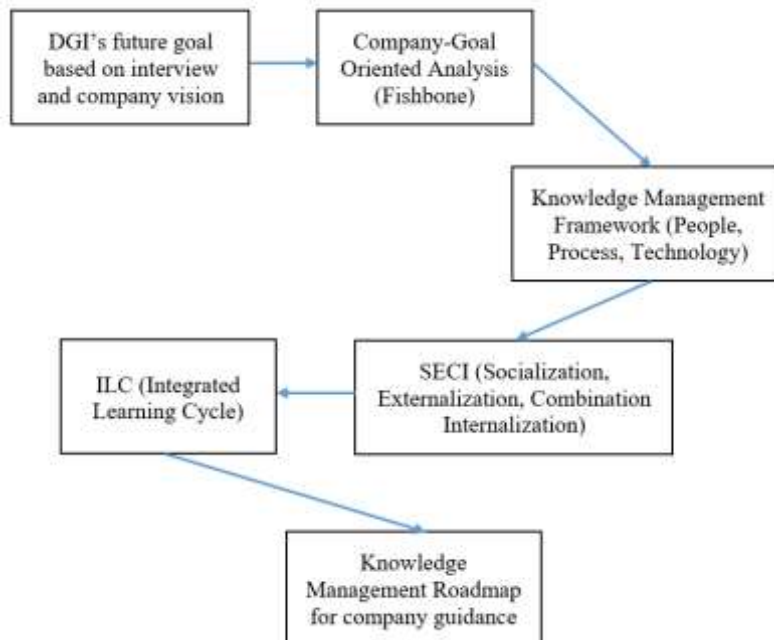 DGI's future goal
based on interview
and company vision
Company-Goal
Oriented Analysis
(Fishbone)
Knowledge Management
Framework (People,
Process, Technology)
SECI (Socialization,
Externalization, Combination
Internalization)
ILC (Integrated
Learning Cycle)
Knowledge
Management Roadmap
for company guidance